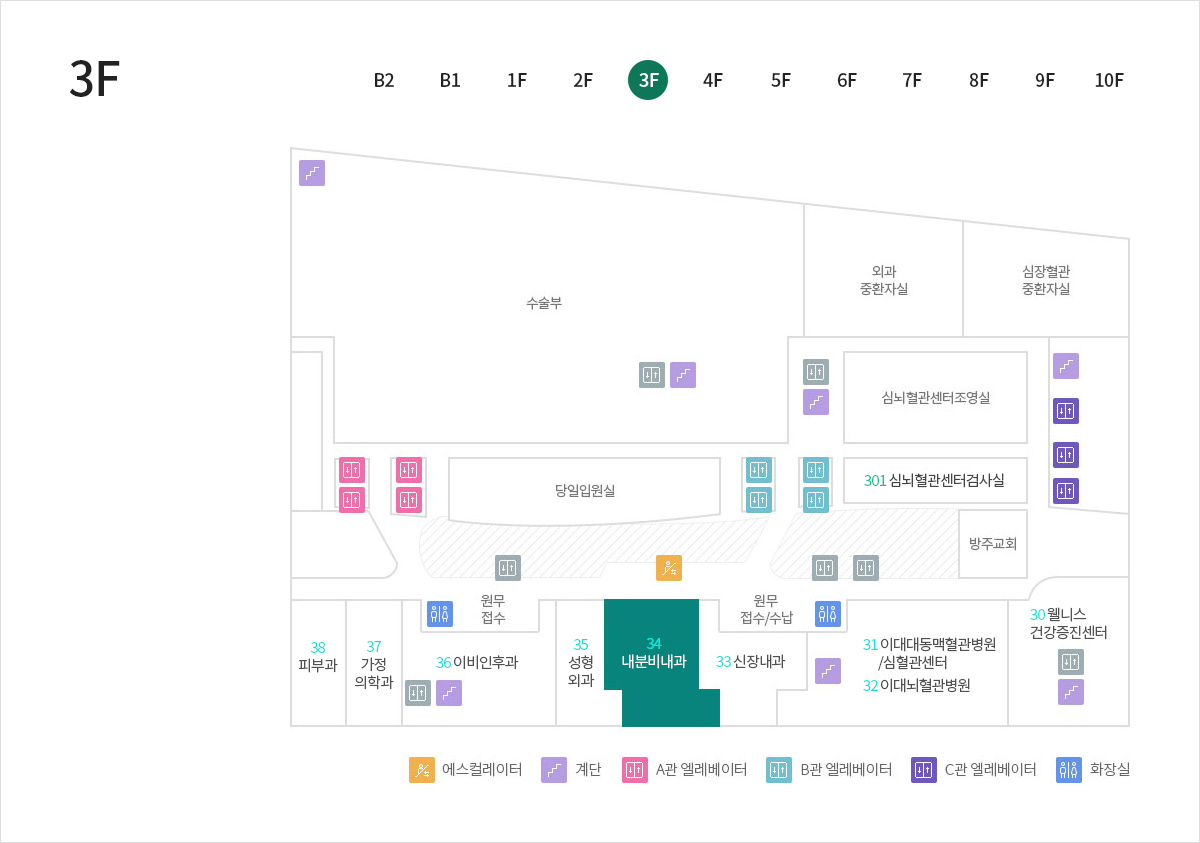 3F
B2 B1 1F 2F 3F 4F 5F 6F 7F 8F 9F 10F
수술부
외과
중환자실
심장혈관
중환자실
심뇌혈관센터조영실
당일입원실
301 심뇌혈관센터검사실
방주교회
원무
접수
원무
접수/수납
38
피부과
37
가정
의학과
36 이비인후과
35
성형
외과
34
내분비내과
33 신장내과
31 이대대동맥혈관병원
/심혈관센터
32 이대뇌혈관병원
30 웰니스
건강증진센터
에스컬레이터
계단
A관 엘레베이터
B관 엘레베이터
C관 엘레베이터
화장실